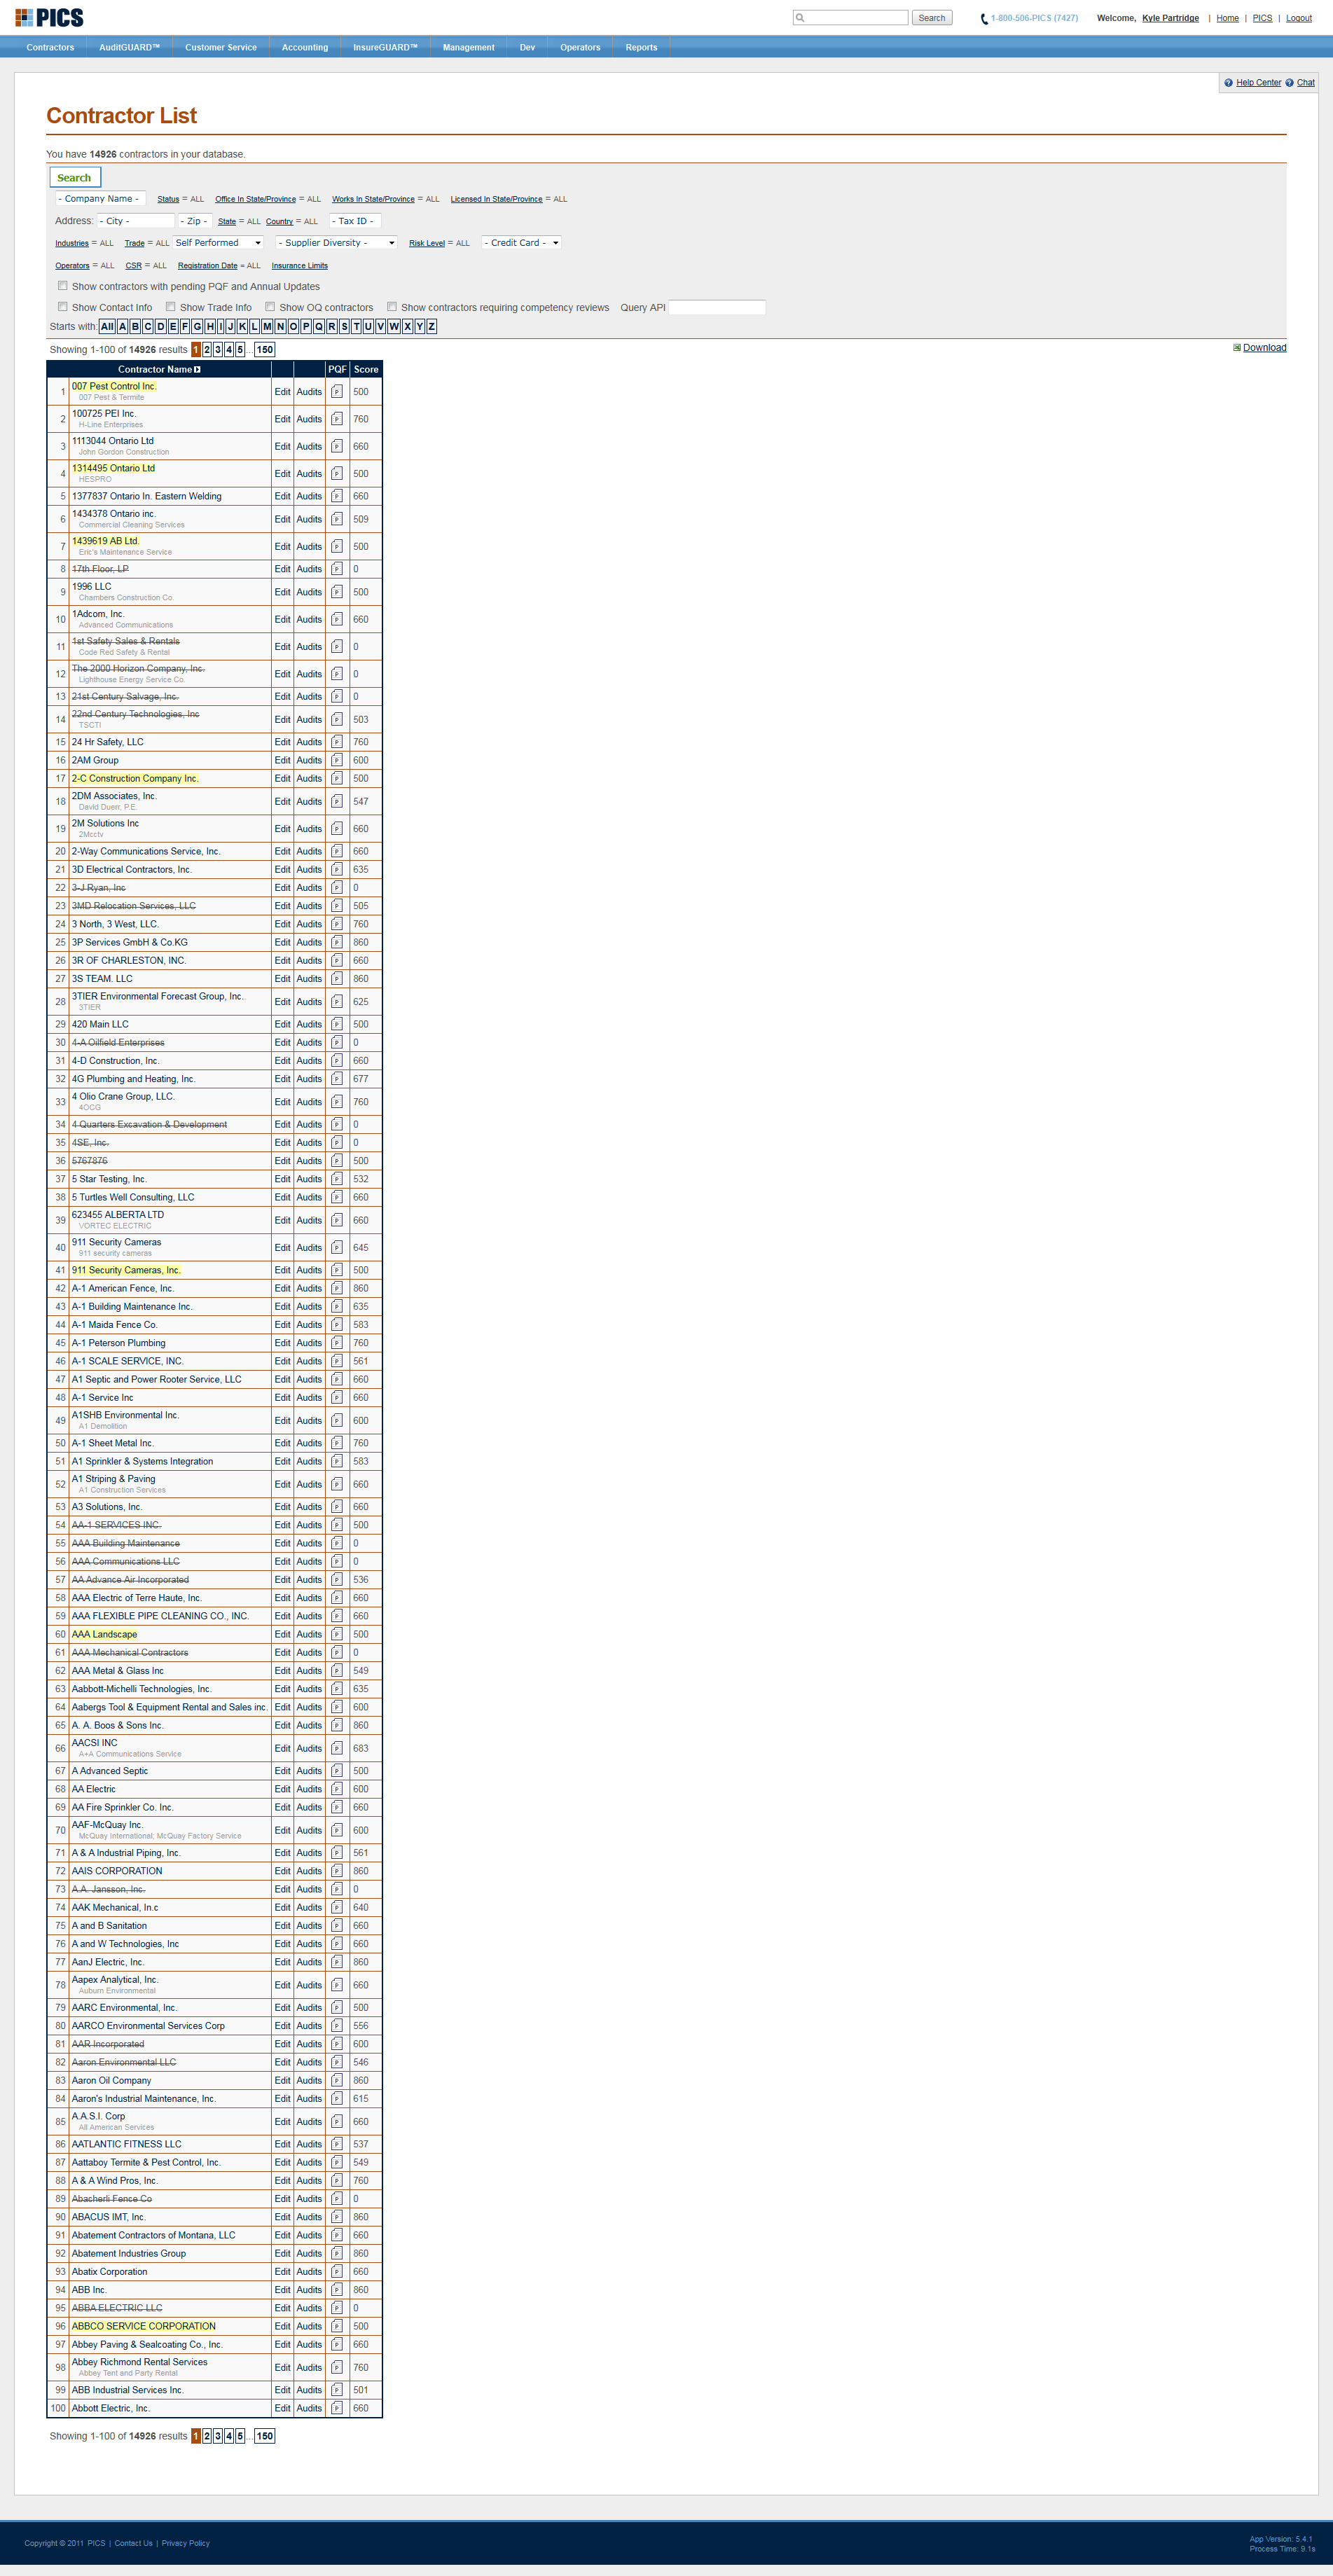 PICS
Search
1-800-506-PICS (7427)
Welcome, Kyle Partridge | Home | PICS | Logout
Contractors AuditGUARD™ Customer Service Accounting InsureGUARD™ Management Dev Operators Reports
Help Center Chat
Contractor List
You have 14926 contractors in your database.
Search
- Company Name - Status = ALL Office In State/Province = ALL Works In State/Province = ALL Licensed In State/Province = ALL
Address: - City - - Zip - State = ALL Country = ALL - Tax ID -
Industries = ALL Trade = ALL Self Performed - Supplier Diversity - Risk Level = ALL - Credit Card -
Operators = ALL CSR = ALL Registration Date = ALL Insurance Limits
Show contractors with pending PQF and Annual Updates
Show Contact Info Show Trade Info Show OQ contractors Show contractors requiring competency reviews Query API
Starts with: All A B C D E F G H I J K L M N O P Q R S T U V W X Y Z
Showing 1-100 of 14926 results 1 2 3 4 5 ... 150
Download
Contractor Name PQF Score
1 007 Pest Control Inc. Edit Audits 500
007 Pest & Termite
2 100725 PEI Inc. Edit Audits 760
H-Line Enterprises
3 1113044 Ontario Ltd Edit Audits 660
John Gordon Construction
4 1314495 Ontario Ltd Edit Audits 500
HESPRO
5 1377837 Ontario In. Eastern Welding Edit Audits 660
6 1434378 Ontario inc. Edit Audits 509
Commercial Cleaning Services
7 1439619 AB Ltd. Edit Audits 500
Eric's Maintenance Service
8 17th Floor, LP Edit Audits 0
9 1996 LLC Edit Audits 500
Chambers Construction Co.
10 1Adcom, Inc. Edit Audits 660
Advanced Communications
11 1st Safety Sales & Rentals Edit Audits 0
Code Red Safety & Rental
12 The 2000 Horizon Company, Inc. Edit Audits 0
Lighthouse Energy Service Co.
13 21st Century Salvage, Inc. Edit Audits 0
14 22nd Century Technologies, Inc Edit Audits 503
TSCTI
15 24 Hr Safety, LLC Edit Audits 760
16 2AM Group Edit Audits 600
17 2-C Construction Company Inc. Edit Audits 500
18 2DM Associates, Inc. Edit Audits 547
David Duerr, P.E.
19 2M Solutions Inc Edit Audits 660
2Mcctv
20 2-Way Communications Service, Inc. Edit Audits 660
21 3D Electrical Contractors, Inc. Edit Audits 635
22 3-J Ryan, Inc Edit Audits 0
23 3MD Relocation Services, LLC Edit Audits 505
24 3 North, 3 West, LLC. Edit Audits 760
25 3P Services GmbH & Co.KG Edit Audits 860
26 3R OF CHARLESTON, INC. Edit Audits 660
27 3S TEAM. LLC Edit Audits 860
28 3TIER Environmental Forecast Group, Inc. Edit Audits 625
3TIER
29 420 Main LLC Edit Audits 500
30 4-A Oilfield Enterprises Edit Audits 0
31 4-D Construction, Inc. Edit Audits 660
32 4G Plumbing and Heating, Inc. Edit Audits 677
33 4 Olio Crane Group, LLC. Edit Audits 760
4OCG
34 4 Quarters Excavation & Development Edit Audits 0
35 4SE, Inc. Edit Audits 0
36 5767876 Edit Audits 500
37 5 Star Testing, Inc. Edit Audits 532
38 5 Turtles Well Consulting, LLC Edit Audits 660
39 623455 ALBERTA LTD Edit Audits 660
VORTEC ELECTRIC
40 911 Security Cameras Edit Audits 645
911 security cameras
41 911 Security Cameras, Inc. Edit Audits 500
42 A-1 American Fence, Inc. Edit Audits 860
43 A-1 Building Maintenance Inc. Edit Audits 635
44 A-1 Maida Fence Co. Edit Audits 583
45 A-1 Peterson Plumbing Edit Audits 760
46 A-1 SCALE SERVICE, INC. Edit Audits 561
47 A1 Septic and Power Rooter Service, LLC Edit Audits 660
48 A-1 Service Inc Edit Audits 660
49 A1SHB Environmental Inc. Edit Audits 600
A1 Demolition
50 A-1 Sheet Metal Inc. Edit Audits 760
51 A1 Sprinkler & Systems Integration Edit Audits 583
52 A1 Striping & Paving Edit Audits 660
A1 Construction Services
53 A3 Solutions, Inc. Edit Audits 660
54 AA-1 SERVICES INC. Edit Audits 500
55 AAA Building Maintenance Edit Audits 0
56 AAA Communications LLC Edit Audits 0
57 AA Advance Air Incorporated Edit Audits 536
58 AAA Electric of Terre Haute, Inc. Edit Audits 660
59 AAA FLEXIBLE PIPE CLEANING CO., INC. Edit Audits 660
60 AAA Landscape Edit Audits 500
61 AAA Mechanical Contractors Edit Audits 0
62 AAA Metal & Glass Inc Edit Audits 549
63 Aabbott-Michelli Technologies, Inc. Edit Audits 635
64 Aabergs Tool & Equipment Rental and Sales inc. Edit Audits 600
65 A. A. Boos & Sons Inc. Edit Audits 860
66 AACSI INC Edit Audits 683
A+A Communications Service
67 A Advanced Septic Edit Audits 500
68 AA Electric Edit Audits 600
69 AA Fire Sprinkler Co. Inc. Edit Audits 660
70 AAF-McQuay Inc. Edit Audits 600
McQuay International; McQuay Factory Service
71 A & A Industrial Piping, Inc. Edit Audits 561
72 AAIS CORPORATION Edit Audits 860
73 A.A. Jansson, Inc. Edit Audits 0
74 AAK Mechanical, In.c Edit Audits 640
75 A and B Sanitation Edit Audits 660
76 A and W Technologies, Inc Edit Audits 660
77 AanJ Electric, Inc. Edit Audits 860
78 Aapex Analytical, Inc. Edit Audits 660
Auburn Environmental
79 AARC Environmental, Inc. Edit Audits 500
80 AARCO Environmental Services Corp Edit Audits 556
81 AAR Incorporated Edit Audits 600
82 Aaron Environmental LLC Edit Audits 546
83 Aaron Oil Company Edit Audits 860
84 Aaron's Industrial Maintenance, Inc. Edit Audits 615
85 A.A.S.I. Corp Edit Audits 660
All American Services
86 AATLANTIC FITNESS LLC Edit Audits 537
87 Aattaboy Termite & Pest Control, Inc. Edit Audits 549
88 A & A Wind Pros, Inc. Edit Audits 760
89 Abacherli Fence Co Edit Audits 0
90 ABACUS IMT, Inc. Edit Audits 860
91 Abatement Contractors of Montana, LLC Edit Audits 660
92 Abatement Industries Group Edit Audits 860
93 Abatix Corporation Edit Audits 660
94 ABB Inc. Edit Audits 860
95 ABBA ELECTRIC LLC Edit Audits 0
96 ABBCO SERVICE CORPORATION Edit Audits 500
97 Abbey Paving & Sealcoating Co., Inc. Edit Audits 660
98 Abbey Richmond Rental Services Edit Audits 760
Abbey Tent and Party Rental
99 ABB Industrial Services Inc. Edit Audits 501
100 Abbott Electric, Inc. Edit Audits 660
Showing 1-100 of 14926 results 1 2 3 4 5 ... 150
Copyright © 2011 PICS | Contact Us | Privacy Policy
App Version: 5.4.1
Process Time: 9.1s